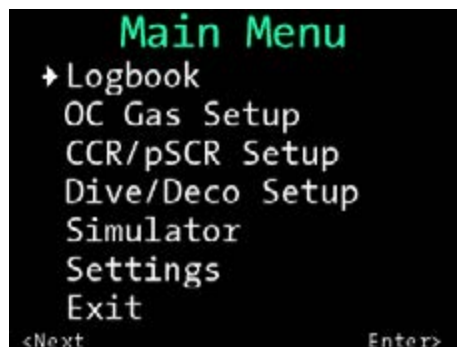 Main Menu
Logbook
OC Gas Setup
CCR/pSCR Setup
Dive/Deco Setup
Simulator
Settings
Exit
<Next Enter>